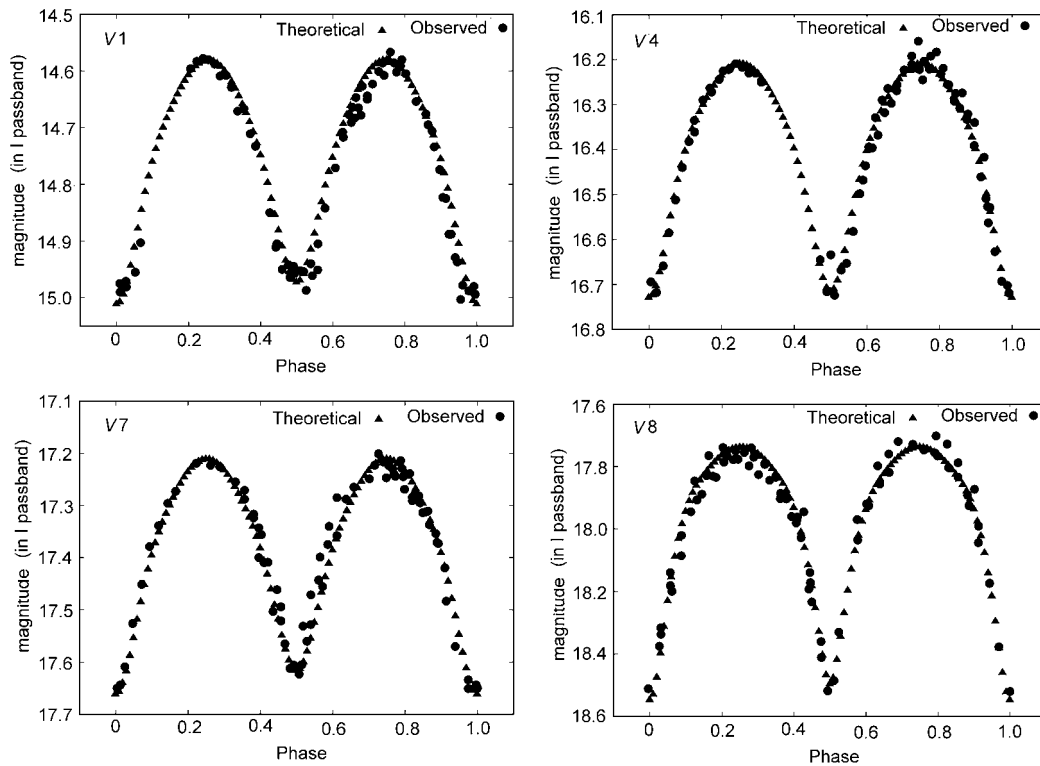 V1
Theoretical ▲ Observed ●
magnitude (in I passband)
14.5
14.6
14.7
14.8
14.9
15.0
0 0.2 0.4 0.6 0.8 1.0
Phase
V4
Theoretical ▲ Observed ●
magnitude (in I passband)
16.1
16.2
16.3
16.4
16.5
16.6
16.7
16.8
0 0.2 0.4 0.6 0.8 1.0
Phase
V7
Theoretical ▲ Observed ●
magnitude (in I passband)
17.1
17.2
17.3
17.4
17.5
17.6
17.7
0 0.2 0.4 0.6 0.8 1.0
Phase
V8
Theoretical ▲ Observed ●
magnitude (in I passband)
17.6
17.8
18.0
18.2
18.4
18.6
0 0.2 0.4 0.6 0.8 1.0
Phase